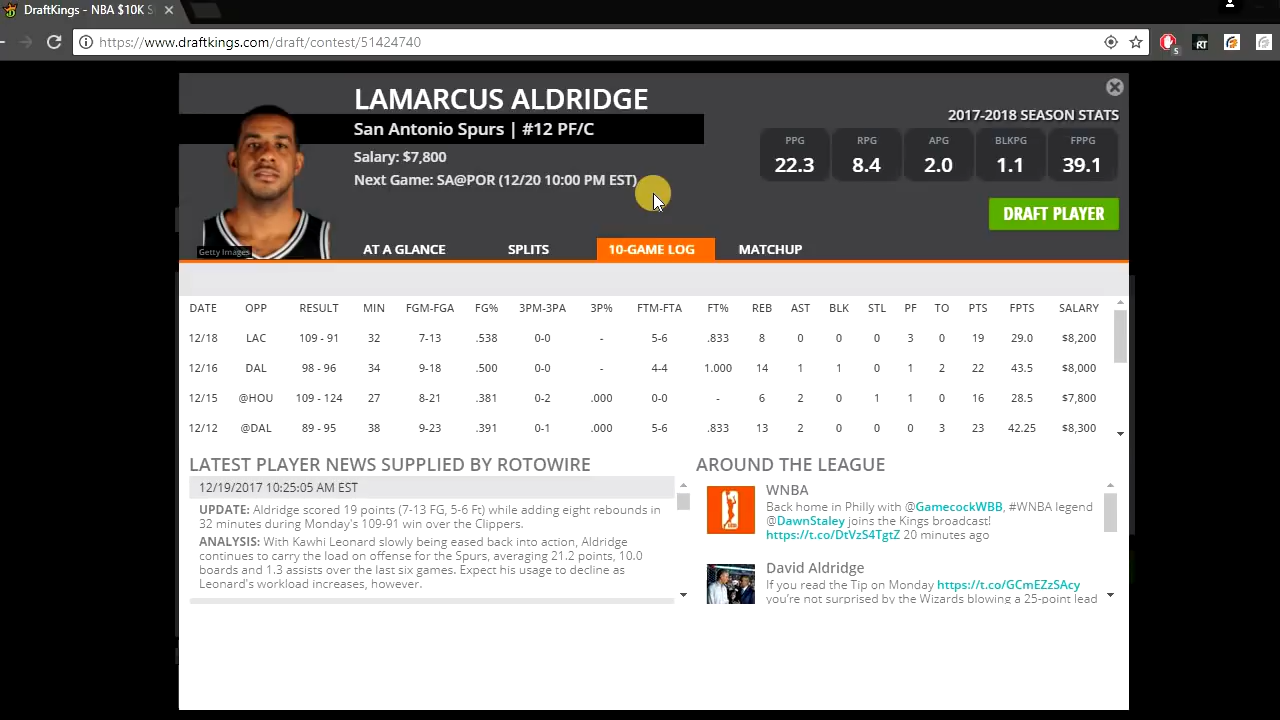 DraftKings - NBA $10K S
https://www.draftkings.com/draft/contest/51424740
5
RT
LAMARCUS ALDRIDGE
San Antonio Spurs | #12 PF/C
Salary: $7,800
Next Game: SA@POR (12/20 10:00 PM EST)
Getty Images
2017-2018 SEASON STATS
PPG RPG APG BLKPG FPPG
22.3 8.4 2.0 1.1 39.1
DRAFT PLAYER
AT A GLANCE SPLITS 10-GAME LOG MATCHUP
DATE OPP RESULT MIN FGM-FGA FG% 3PM-3PA 3P% FTM-FTA FT% REB AST BLK STL PF TO PTS FPTS SALARY
12/18 LAC 109 - 91 32 7-13 .538 0-0 - 5-6 .833 8 0 0 0 3 0 19 29.0 $8,200
12/16 DAL 98 - 96 34 9-18 .500 0-0 - 4-4 1.000 14 1 1 0 1 2 22 43.5 $8,000
12/15 @HOU 109 - 124 27 8-21 .381 0-2 .000 0-0 - 6 2 0 1 1 0 16 28.5 $7,800
12/12 @DAL 89 - 95 38 9-23 .391 0-1 .000 5-6 .833 13 2 0 0 0 3 23 42.25 $8,300
LATEST PLAYER NEWS SUPPLIED BY ROTOWIRE
12/19/2017 10:25:05 AM EST
UPDATE: Aldridge scored 19 points (7-13 FG, 5-6 Ft) while adding eight rebounds in
32 minutes during Monday's 109-91 win over the Clippers.
ANALYSIS: With Kawhi Leonard slowly being eased back into action, Aldridge
continues to carry the load on offense for the Spurs, averaging 21.2 points, 10.0
boards and 1.3 assists over the last six games. Expect his usage to decline as
Leonard's workload increases, however.
AROUND THE LEAGUE
WNBA
Back home in Philly with @GamecockWBB, #WNBA legend
@DawnStaley joins the Kings broadcast!
https://t.co/DtVzS4TgtZ 20 minutes ago
David Aldridge
If you read the Tip on Monday https://t.co/GCmEZzSAcy
you're not surprised by the Wizards blowing a 25-point lead